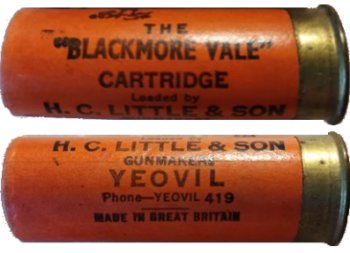 THE
"BLACKMORE VALE"
CARTRIDGE
Loaded by
H. C. LITTLE & SON
H. C. LITTLE & SON
GUNMAKERS
YEOVIL
Phone—YEOVIL 419
MADE IN GREAT BRITAIN